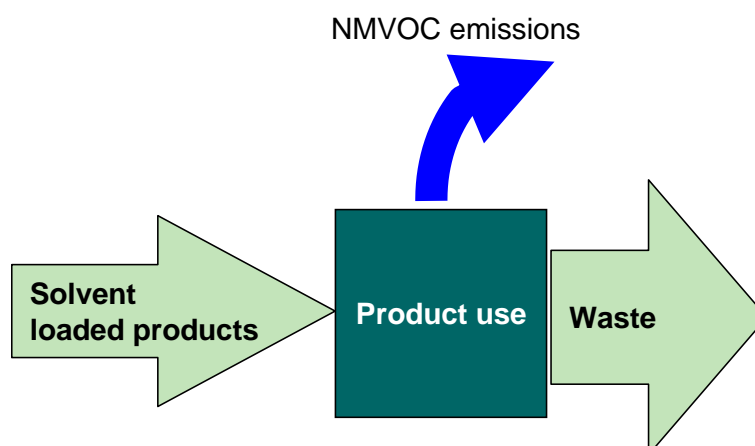 NMVOC emissions
Solvent
loaded products
Product use
Waste